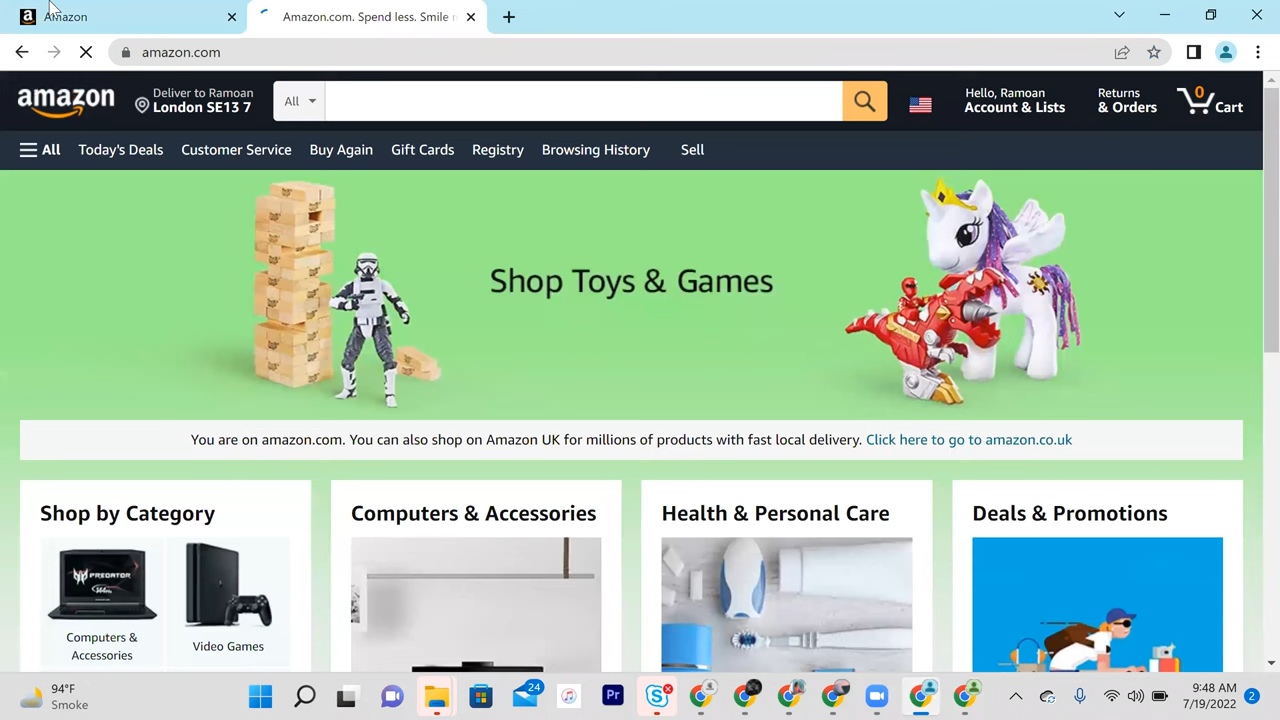 Amazon
Amazon.com. Spend less. Smile
amazon.com
amazon
Deliver to Ramoan
London SE13 7
All
Hello, Ramoan
Account & Lists
Returns
& Orders
0
Cart
All
Today's Deals
Customer Service
Buy Again
Gift Cards
Registry
Browsing History
Sell
Shop Toys & Games
You are on amazon.com. You can also shop on Amazon UK for millions of products with fast local delivery. Click here to go to amazon.co.uk
Shop by Category
Computers & Accessories
Health & Personal Care
Deals & Promotions
PREDATOR
Computers &
Accessories
Video Games
94°F
Smoke
24
Pr
9:48 AM
7/19/2022
2